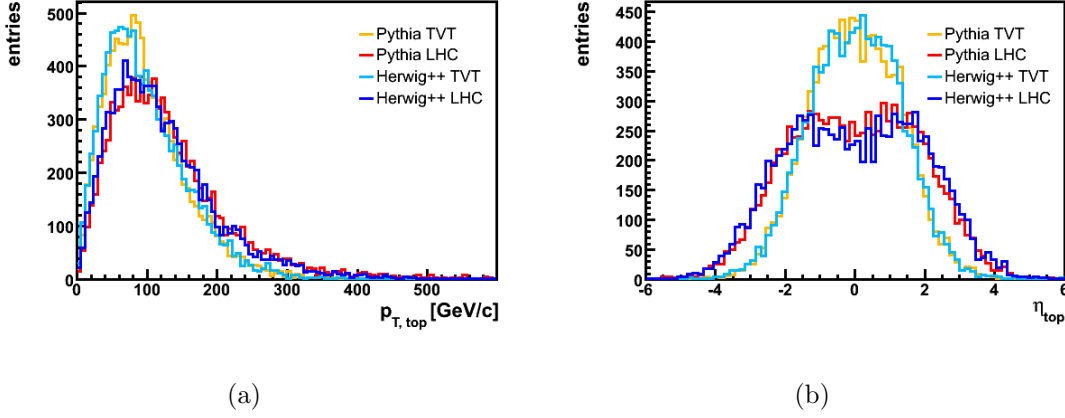 entries
500
400
300
200
100
0
0 100 200 300 400 500
p_T, top [GeV/c]
Pythia TVT
Pythia LHC
Herwig++ TVT
Herwig++ LHC
(a)
entries
450
400
350
300
250
200
150
100
50
0
-6 -4 -2 0 2 4 6
η_top
Pythia TVT
Pythia LHC
Herwig++ TVT
Herwig++ LHC
(b)